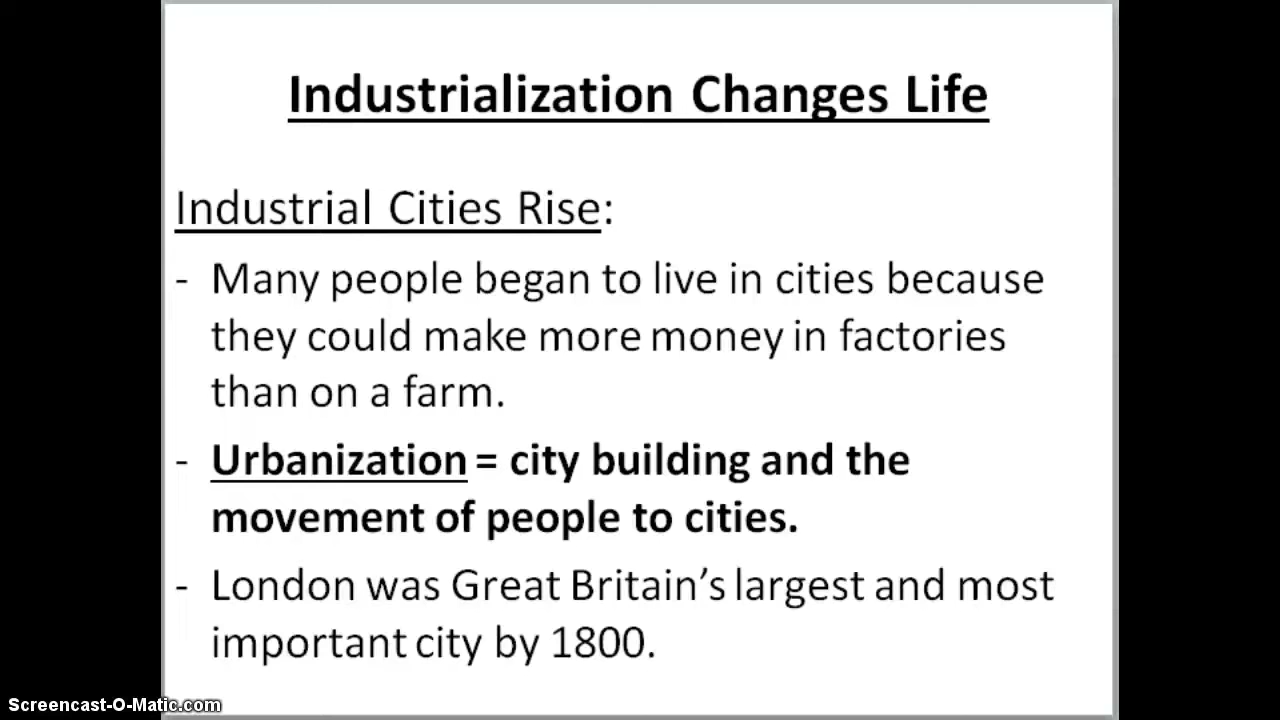 Industrialization Changes Life
Industrial Cities Rise:
- Many people began to live in cities because
they could make more money in factories
than on a farm.
- Urbanization = city building and the
movement of people to cities.
- London was Great Britain’s largest and most
important city by 1800.
Screencast-O-Matic.com